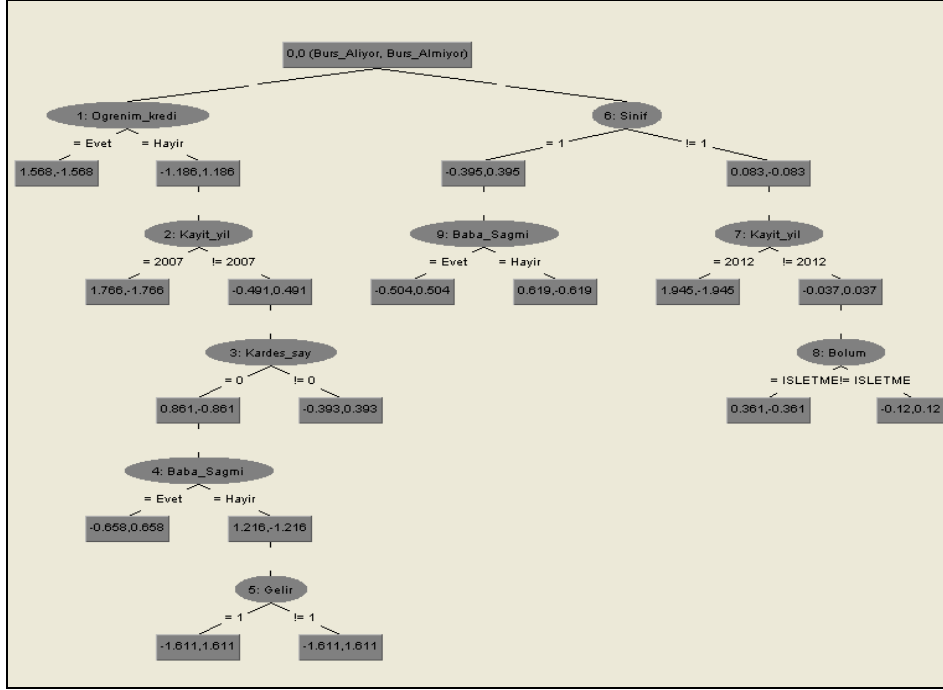 0,0 (Burs_Aliyor, Burs_Almiyor)
1: Ogrenim_kredi
6: Sinif
= Evet
= Hayir
= 1
!= 1
1.568,-1.568
-1.186,1.186
-0.395,0.395
0.083,-0.083
2: Kayit_yil
9: Baba_Sagmi
7: Kayit_yil
= 2007
!= 2007
= Evet
= Hayir
= 2012
!= 2012
1.766,-1.766
-0.491,0.491
-0.504,0.504
0.619,-0.619
1.945,-1.945
-0.037,0.037
3: Kardes_say
8: Bolum
= 0
!= 0
= ISLETME
!= ISLETME
0.861,-0.861
-0.393,0.393
0.361,-0.361
-0.12,0.12
4: Baba_Sagmi
= Evet
= Hayir
-0.658,0.658
1.216,-1.216
5: Gelir
= 1
!= 1
-1.611,1.611
-1.611,1.611